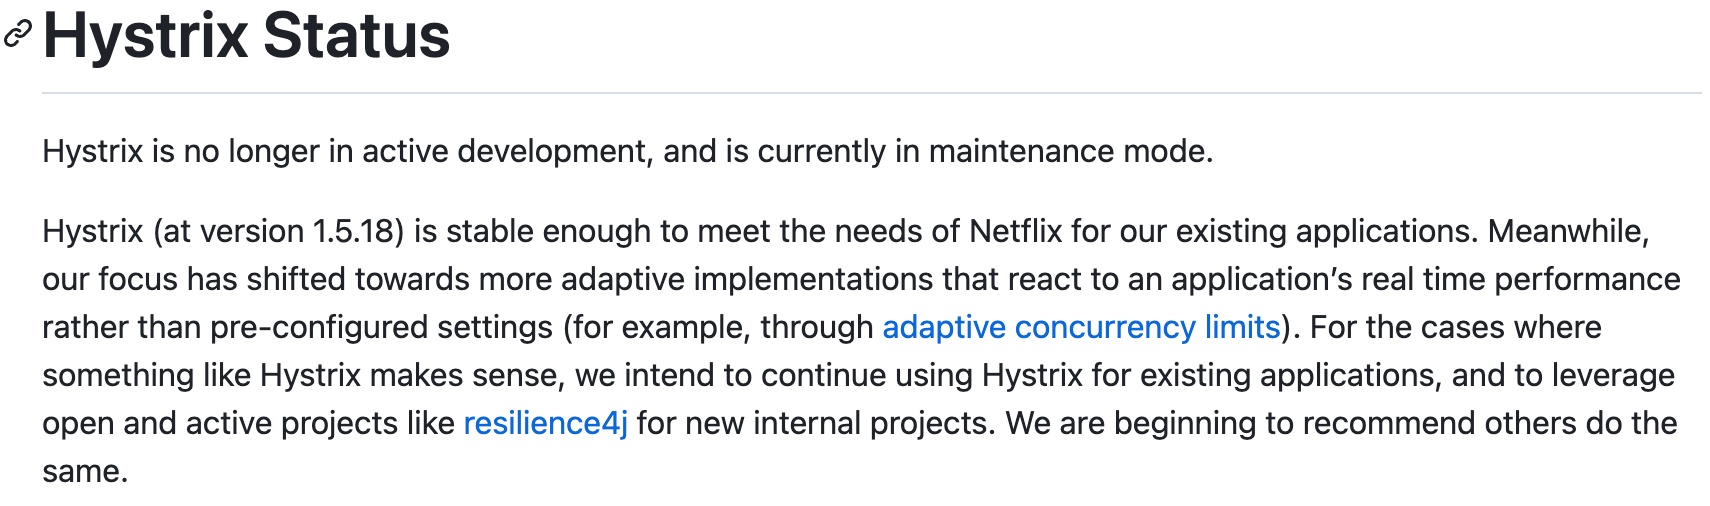 Hystrix Status
Hystrix is no longer in active development, and is currently in maintenance mode.
Hystrix (at version 1.5.18) is stable enough to meet the needs of Netflix for our existing applications. Meanwhile,
our focus has shifted towards more adaptive implementations that react to an application’s real time performance
rather than pre-configured settings (for example, through adaptive concurrency limits). For the cases where
something like Hystrix makes sense, we intend to continue using Hystrix for existing applications, and to leverage
open and active projects like resilience4j for new internal projects. We are beginning to recommend others do the
same.